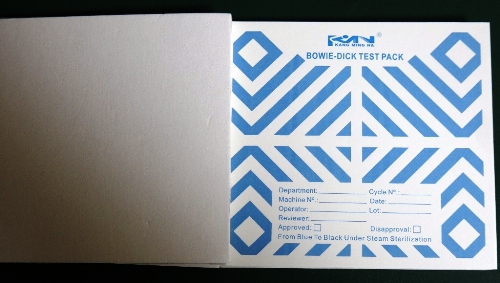 KMN®
KANG MING NA
BOWIE-DICK TEST PACK
Department: Cycle Nº:
Machine Nº: Date:
Operator: Lot:
Reviewer:
Approved: Disapproval:
From Blue To Black Under Steam Sterilization